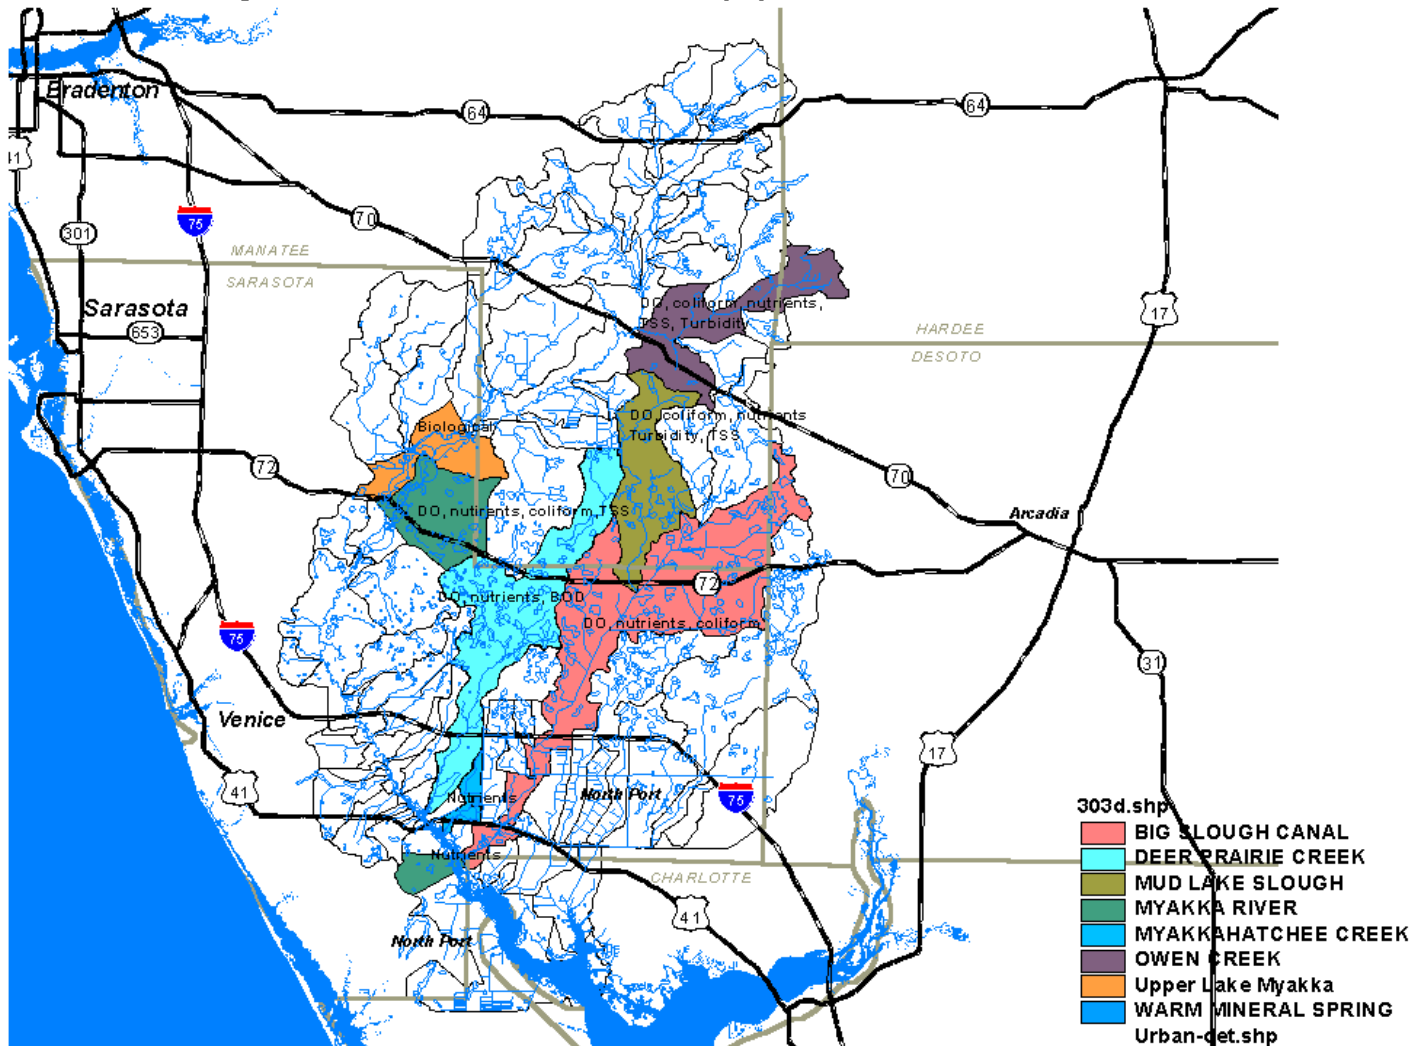 Bradenton
64
64
41
70
301
75
MANATEE
SARASOTA
Sarasota
653
17
DO, coliform, nutrients,
TSS, Turbidity
HARDEE
DESOTO
DO, coliform, nutrients
Turbidity, TSS
Biological
72
70
DO, nutirents, coliform, TSS
Arcadia
72
DO, nutrients, BOD
DO, nutrients, coliform
75
31
Venice
17
41
Nutrients
North Port
75
Nutrients
CHARLOTTE
41
North Port
303d.shp
BIG SLOUGH CANAL
DEER PRAIRIE CREEK
MUD LAKE SLOUGH
MYAKKA RIVER
MYAKKAHATCHEE CREEK
OWEN CREEK
Upper Lake Myakka
WARM MINERAL SPRING
Urban-det.shp